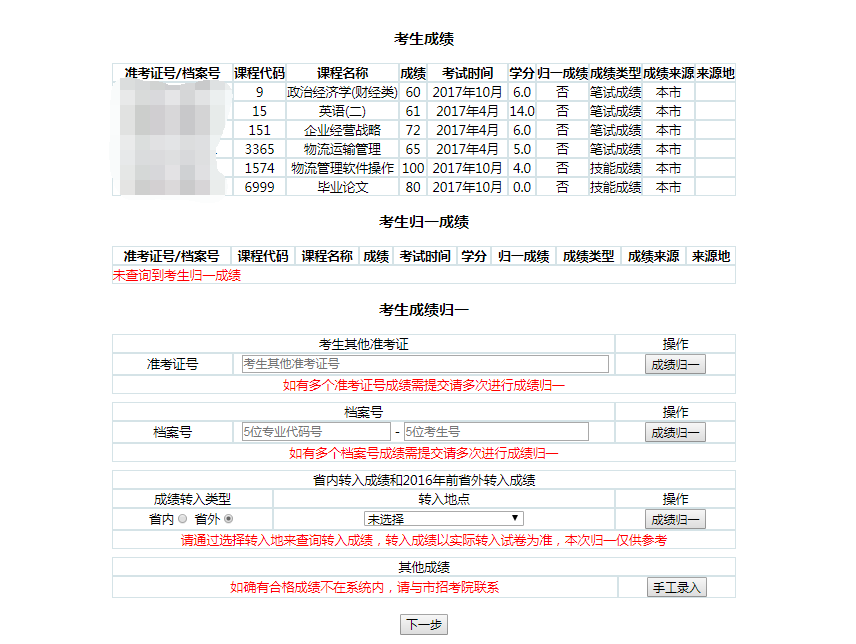 考生成绩
准考证号/档案号 课程代码 课程名称 成绩 考试时间 学分 归一成绩 成绩类型 成绩来源 来源地
9 政治经济学(财经类) 60 2017年10月 6.0 否 笔试成绩 本市
15 英语(二) 61 2017年4月 14.0 否 笔试成绩 本市
151 企业经营战略 72 2017年4月 6.0 否 笔试成绩 本市
3365 物流运输管理 65 2017年4月 5.0 否 笔试成绩 本市
1574 物流管理软件操作 100 2017年10月 4.0 否 技能成绩 本市
6999 毕业论文 80 2017年10月 0.0 否 技能成绩 本市
考生归一成绩
准考证号/档案号 课程代码 课程名称 成绩 考试时间 学分 归一成绩 成绩类型 成绩来源 来源地
未查询到考生归一成绩
考生成绩归一
考生其他准考证 操作
准考证号 考生其他准考证号 成绩归一
如有多个准考证号成绩需提交请多次进行成绩归一
档案号 操作
档案号 5位专业代码号 - 5位考生号 成绩归一
如有多个档案号成绩需提交请多次进行成绩归一
省内转入成绩和2016年前省外转入成绩
成绩转入类型 转入地点 操作
省内 省外 未选择 成绩归一
请通过选择转入地来查询转入成绩，转入成绩以实际转入试卷为准，本次归一仅供参考
其他成绩
如确有合格成绩不在系统内，请与市招考院联系 手工录入
下一步